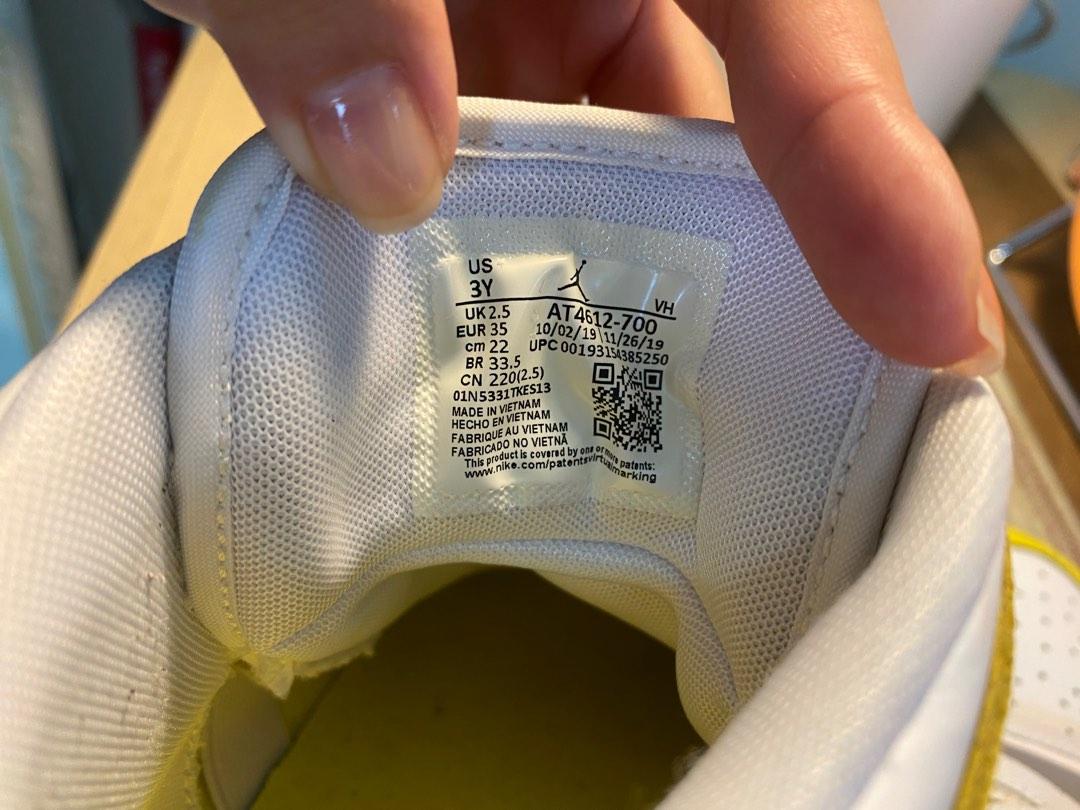 US
3Y
VH
UK 2.5
EUR 35
cm 22
BR 33.5
CN 220(2.5)
01N5331TKES13
AT4612-700
10/02/19 11/26/19
UPC 00193154385250
MADE IN VIETNAM
HECHO EN VIETNAM
FABRIQUE AU VIETNAM
FABRICADO NO VIETNÃ
This product is covered by one or more patents:
www.nike.com/patentsvirtualmarking